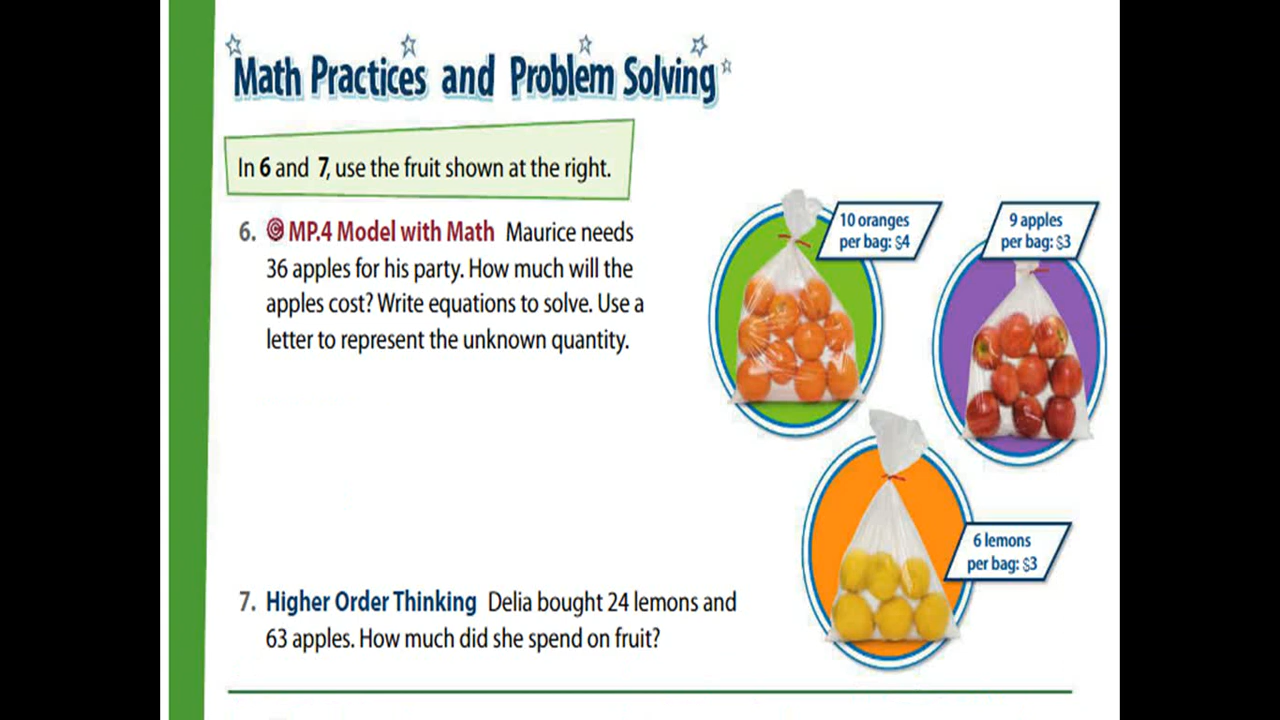 Math Practices and Problem Solving
In 6 and 7, use the fruit shown at the right.
6. MP.4 Model with Math Maurice needs
36 apples for his party. How much will the
apples cost? Write equations to solve. Use a
letter to represent the unknown quantity.
10 oranges
per bag: $4
9 apples
per bag: $3
6 lemons
per bag: $3
7. Higher Order Thinking Delia bought 24 lemons and
63 apples. How much did she spend on fruit?